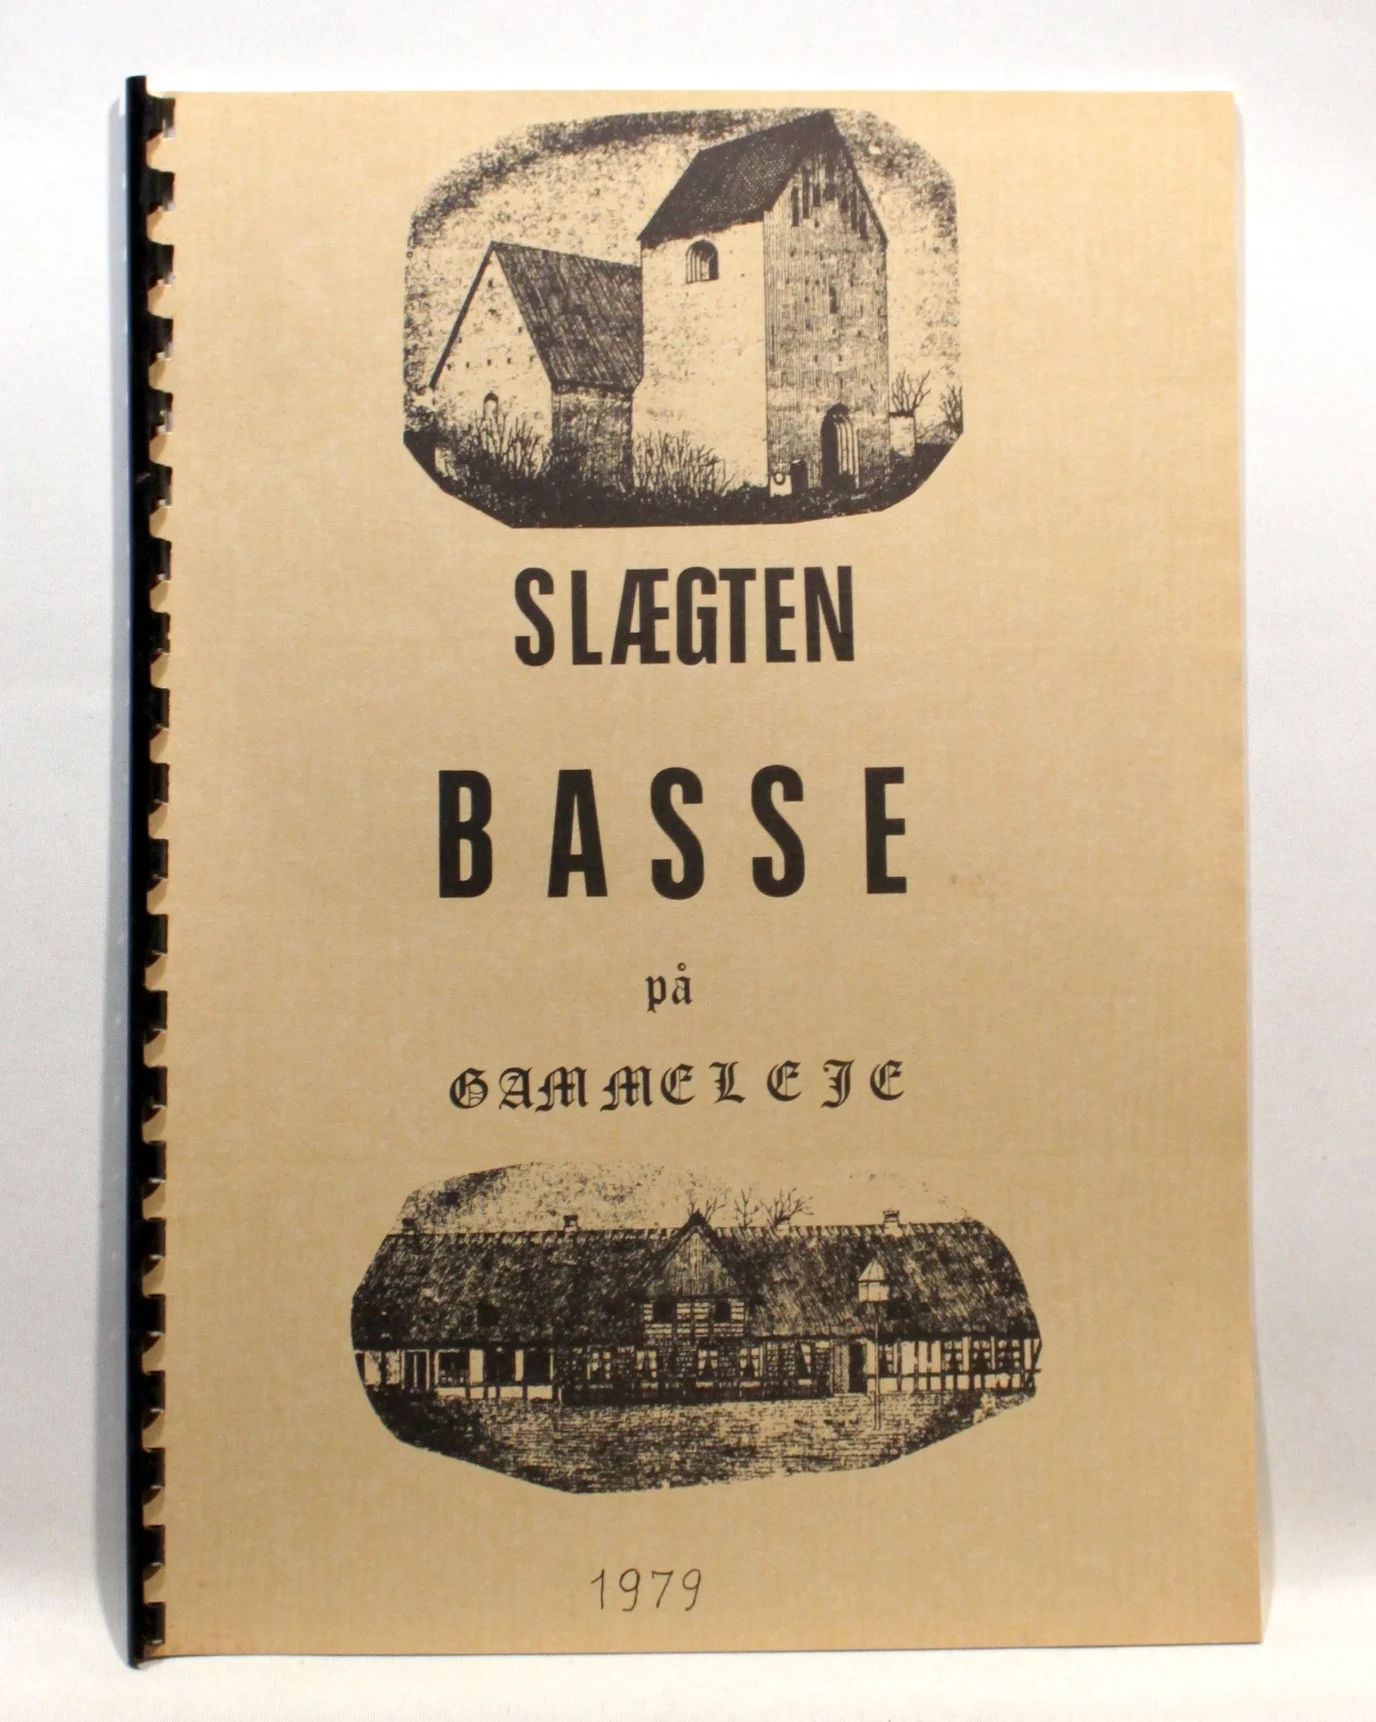 SLÆGTEN
BASSE
på
GAMMELEJE
1979